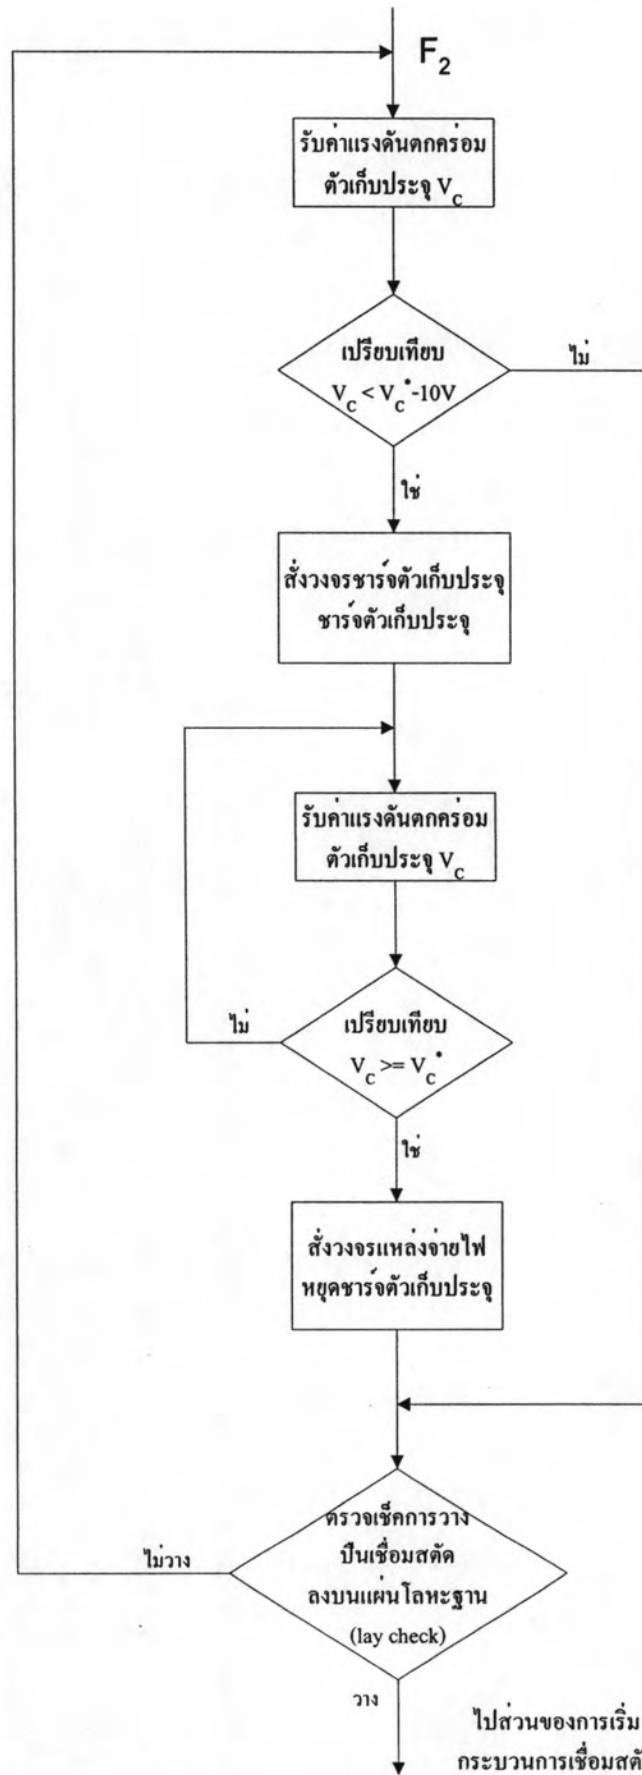 F₂
รับค่าแรงดันตกคร่อม
ตัวเก็บประจุ V_C
เปรียบเทียบ
V_C < V_C*-10V
ไม่
ใช่
สั่งวงจรชาร์จตัวเก็บประจุ
ชาร์จตัวเก็บประจุ
รับค่าแรงดันตกคร่อม
ตัวเก็บประจุ V_C
เปรียบเทียบ
V_C >= V_C*
ไม่
ใช่
สั่งวงจรแหล่งจ่ายไฟ
หยุดชาร์จตัวเก็บประจุ
ตรวจเช็คการวาง
ปืนเชื่อมสตัด
ลงบนแผ่นโลหะฐาน
(lay check)
ไม่วาง
วาง
ไปส่วนของการเริ่ม
กระบวนการเชื่อมสตั